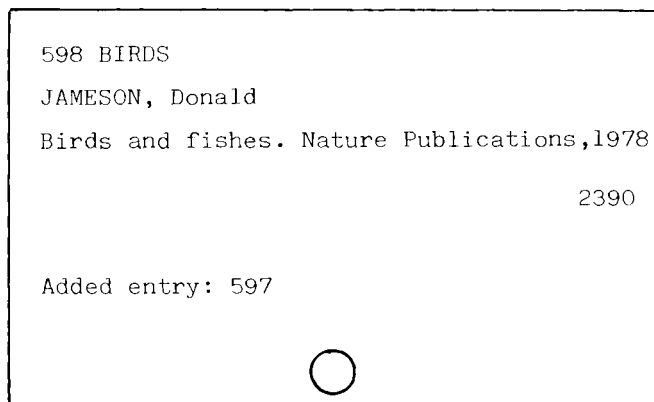 598 BIRDS
JAMESON, Donald
Birds and fishes. Nature Publications,1978
2390
Added entry: 597